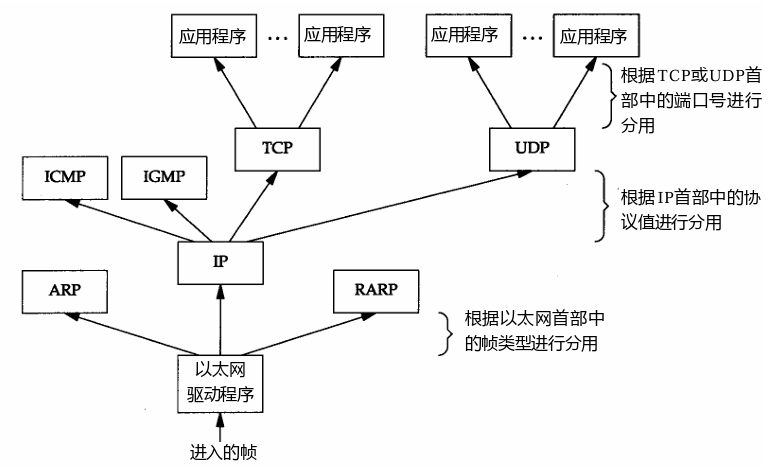 应用程序 … 应用程序
应用程序 … 应用程序
根据TCP或UDP首
部中的端口号进行
分用
TCP
UDP
ICMP
IGMP
根据IP首部中的协
议值进行分用
IP
ARP
RARP
根据以太网首部中
的帧类型进行分用
以太网
驱动程序
进入的帧